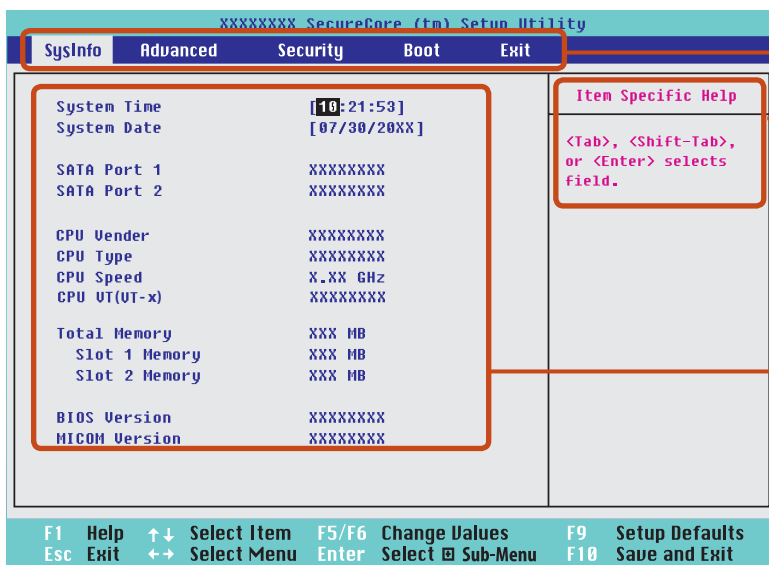 XXXXXXXX SecureCore (tm) Setup Utility
SysInfo Advanced Security Boot Exit
System Time [10:21:53]
System Date [07/30/20XX]
SATA Port 1 XXXXXXXX
SATA Port 2 XXXXXXXX
CPU Vender XXXXXXXX
CPU Type XXXXXXXX
CPU Speed X.XX GHz
CPU VT(VT-x) XXXXXXXX
Total Memory XXX MB
Slot 1 Memory XXX MB
Slot 2 Memory XXX MB
BIOS Version XXXXXXXX
MICOM Version XXXXXXXX
Item Specific Help
<Tab>, <Shift-Tab>,
or <Enter> selects
field.
F1 Help ↑↓ Select Item F5/F6 Change Values F9 Setup Defaults
Esc Exit ←→ Select Menu Enter Select ⊡ Sub-Menu F10 Save and Exit